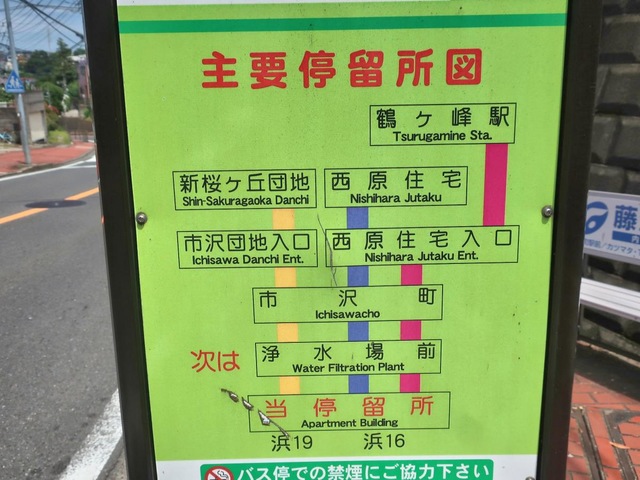 主要停留所図
鶴ヶ峰駅
Tsurugamine Sta.
新桜ヶ丘団地
Shin-Sakuragaoka Danchi
西原住宅
Nishihara Jutaku
市沢団地入口
Ichisawa Danchi Ent.
西原住宅入口
Nishihara Jutaku Ent.
市沢町
Ichisawacho
次は
浄水場前
Water Filtration Plant
当停留所
Apartment Building
浜19 浜16
バス停での禁煙にご協力下さい
藤